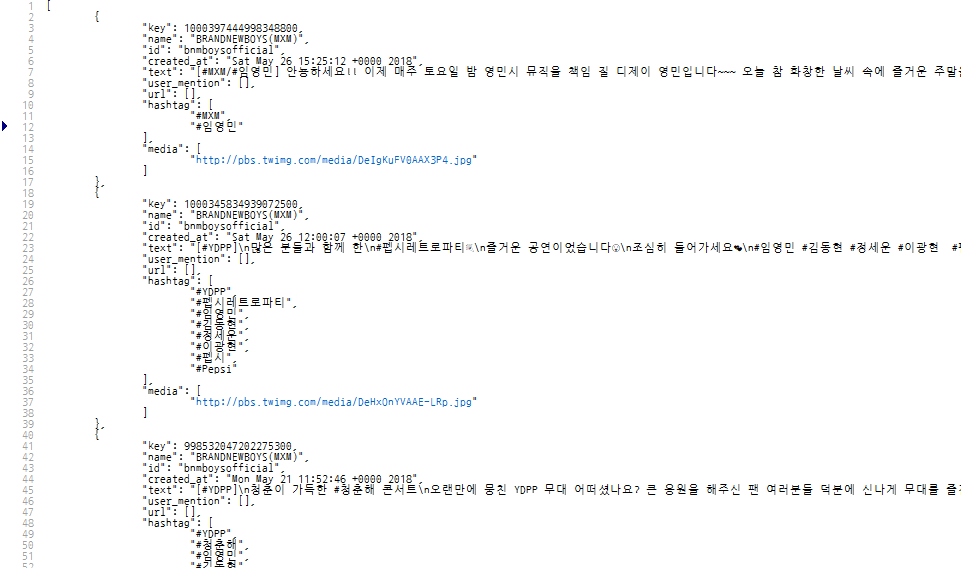 1 [
2 {
3 "key": 1000397444998348800,
4 "name": "BRANDNEWBOYS(MXM)",
5 "id": "bnmboysofficial",
6 "created_at": "Sat May 26 15:25:12 +0000 2018",
7 "text": "[#MXM/#임영민] 안능하세요ll 이제 매주 토요일 밤 영민시 뮤직을 책임 질 디제이 영민입니다~~~ 오늘 참 화창한 날씨 속에 즐거운 주말
8 "user_mention": [],
9 "url": [],
10 "hashtag": [
11 "#MXM",
12 "#임영민"
13 ],
14 "media": [
15 "http://pbs.twimg.com/media/DeIgKuFV0AAX3P4.jpg"
16 ]
17 },
18 {
19 "key": 1000345834939072500,
20 "name": "BRANDNEWBOYS(MXM)",
21 "id": "bnmboysofficial",
22 "created_at": "Sat May 26 12:00:07 +0000 2018",
23 "text": "[#YDPP]\n많은 분들과 함께 한\n#펩시레트로파티\n즐거운 공연이었습니다\n조심히 들어가세요\n#임영민 #김동현 #정세운 #이광현
24 "user_mention": [],
25 "url": [],
26 "hashtag": [
27 "#YDPP",
28 "#펩시레트로파티",
29 "#임영민",
30 "#김동현",
31 "#정세운",
32 "#이광현",
33 "#펩시",
34 "#Pepsi"
35 ],
36 "media": [
37 "http://pbs.twimg.com/media/DeHxOnYVAAE-LRp.jpg"
38 ]
39 },
40 {
41 "key": 998532047202275300,
42 "name": "BRANDNEWBOYS(MXM)",
43 "id": "bnmboysofficial",
44 "created_at": "Mon May 21 11:52:46 +0000 2018",
45 "text": "[#YDPP]\n청춘이 가득한 #청춘해 콘서트\n오랜만에 뭉친 YDPP 무대 어떠셨나요? 큰 응원을 해주신 팬 여러분들 덕분에 신나게 무대를
46 "user_mention": [],
47 "url": [],
48 "hashtag": [
49 "#YDPP",
50 "#청춘해",
51 "#임영민",
52 "#김동현",